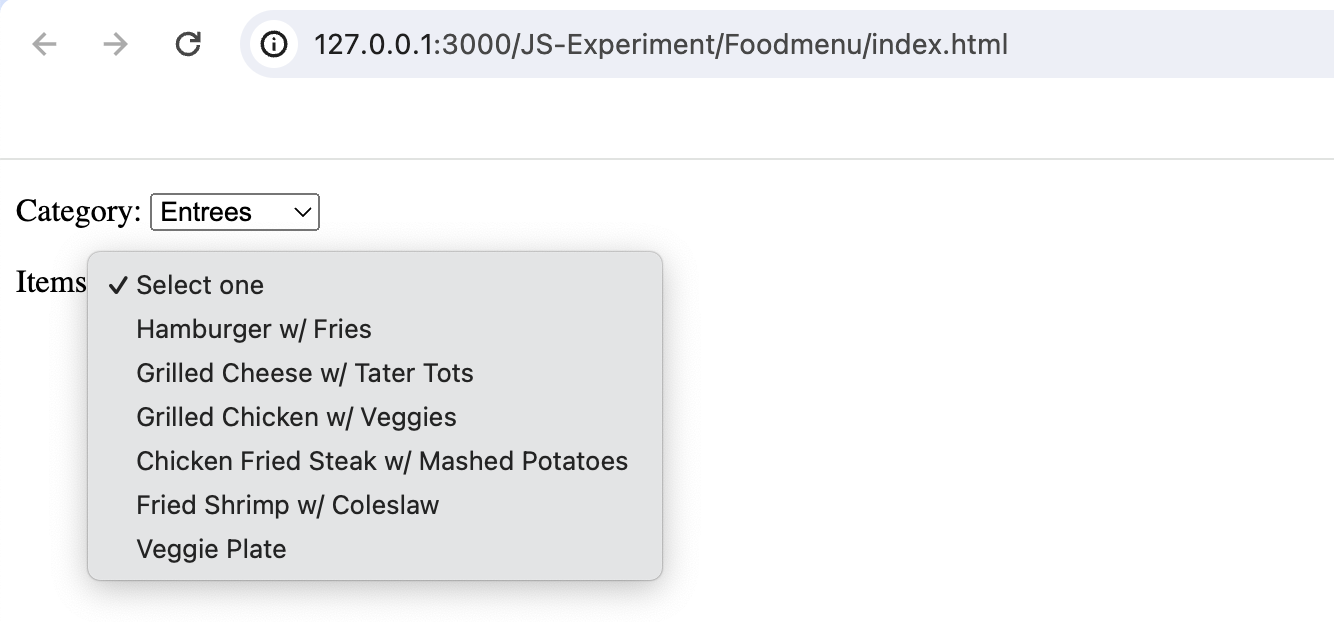 127.0.0.1:3000/JS-Experiment/Foodmenu/index.html
Category: Entrees
Items
Select one
Hamburger w/ Fries
Grilled Cheese w/ Tater Tots
Grilled Chicken w/ Veggies
Chicken Fried Steak w/ Mashed Potatoes
Fried Shrimp w/ Coleslaw
Veggie Plate